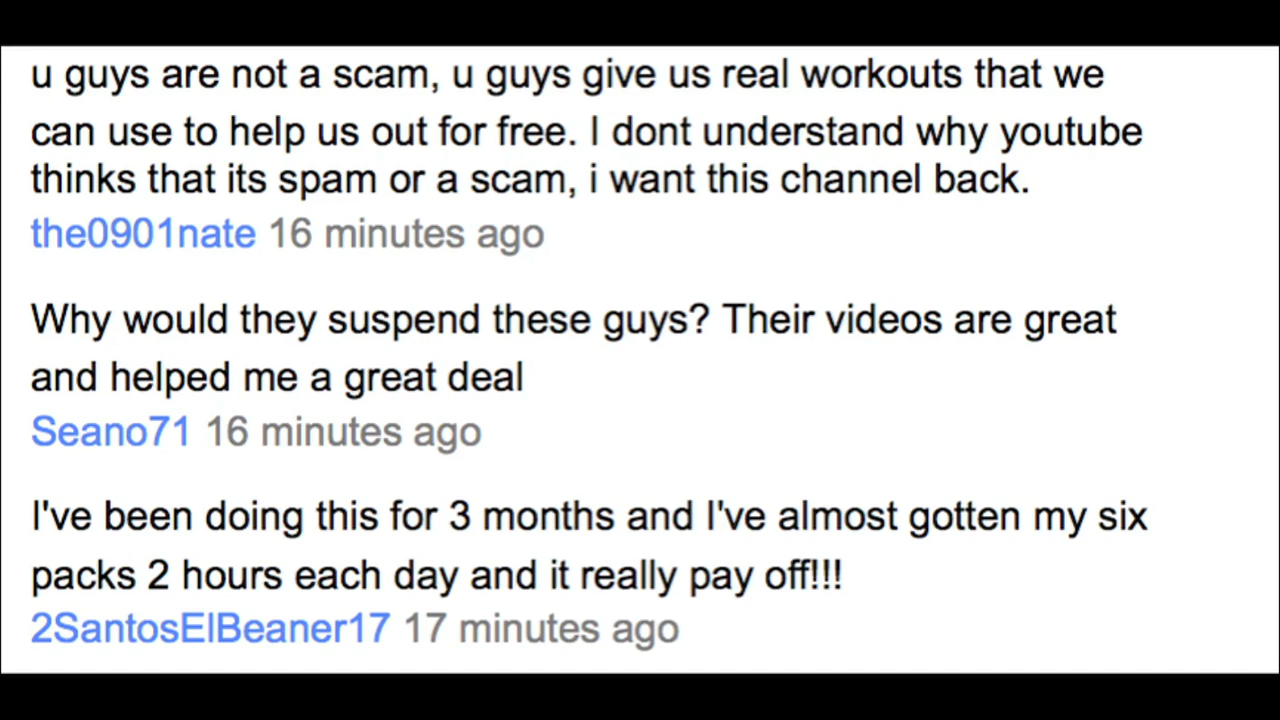 u guys are not a scam, u guys give us real workouts that we
can use to help us out for free. I dont understand why youtube
thinks that its spam or a scam, i want this channel back.
the0901nate 16 minutes ago
Why would they suspend these guys? Their videos are great
and helped me a great deal
Seano71 16 minutes ago
I've been doing this for 3 months and I've almost gotten my six
packs 2 hours each day and it really pay off!!!
2SantosElBeaner17 17 minutes ago